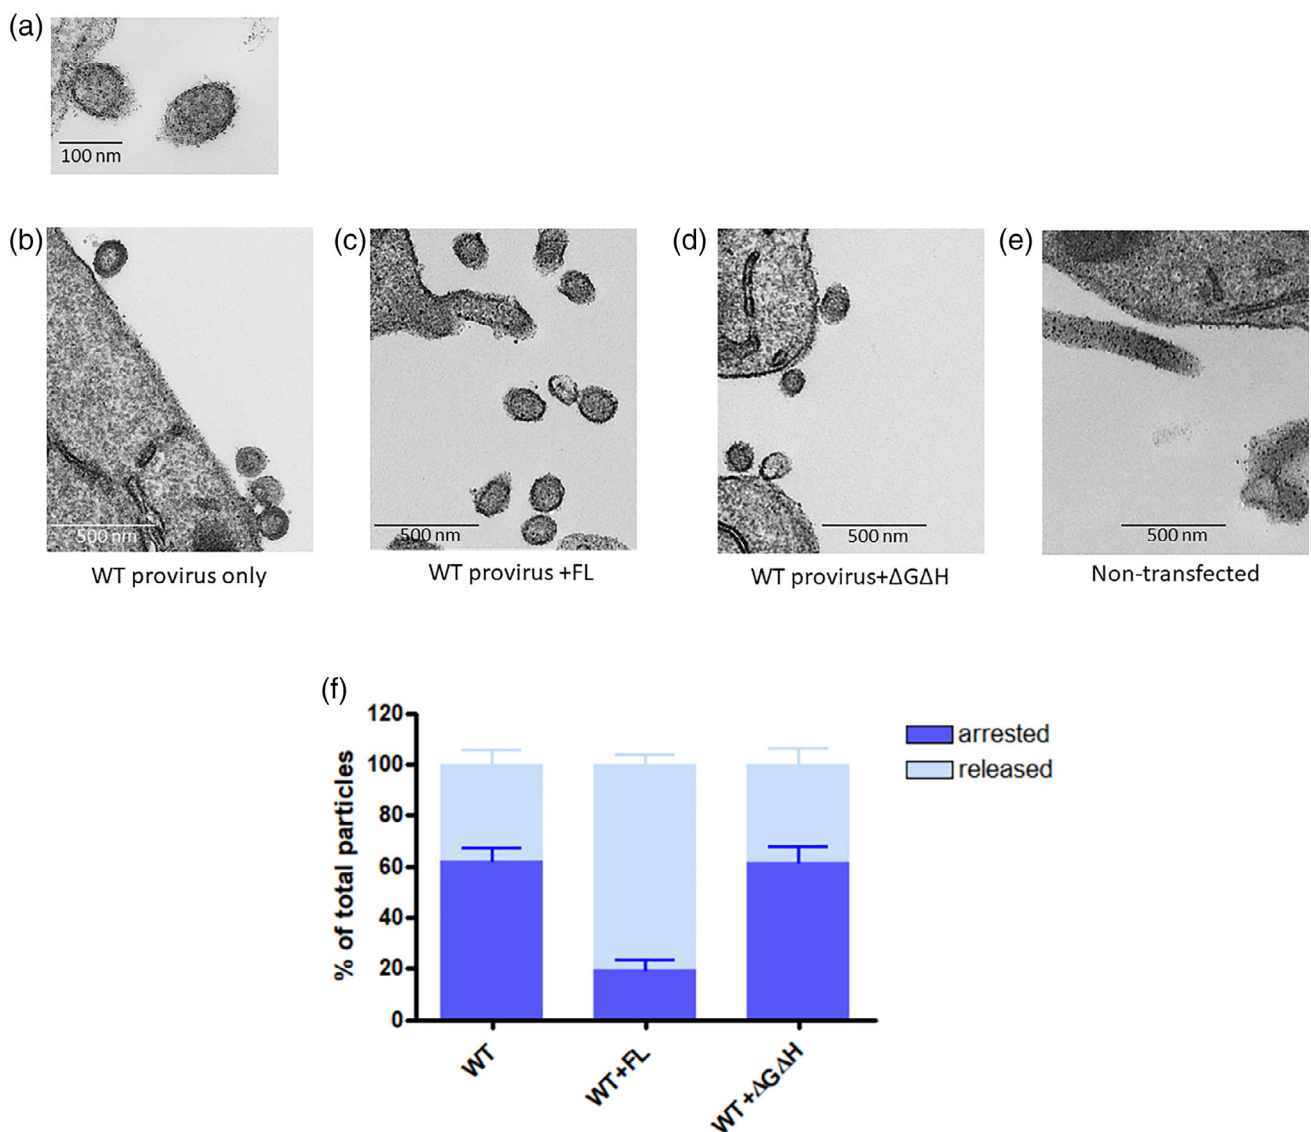 (a)
100 nm
(b)
(c)
(d)
(e)
500 nm
500 nm
500 nm
500 nm
WT provirus only
WT provirus +FL
WT provirus+ΔGΔH
Non-transfected
(f)
120
100
80
60
40
20
0
% of total particles
arrested
released
WT
WT+FL
WT+ΔGΔH